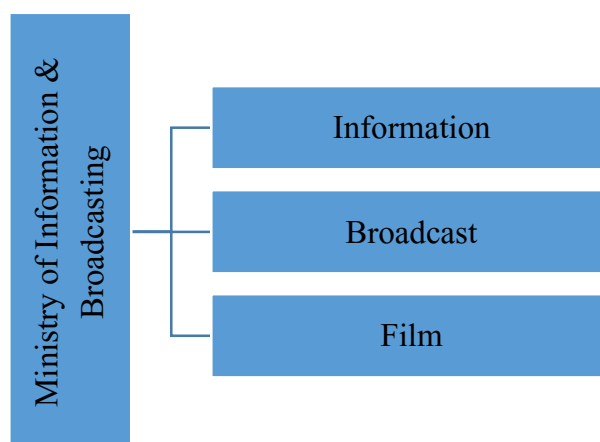 Ministry of Information &
Broadcasting
Information
Broadcast
Film